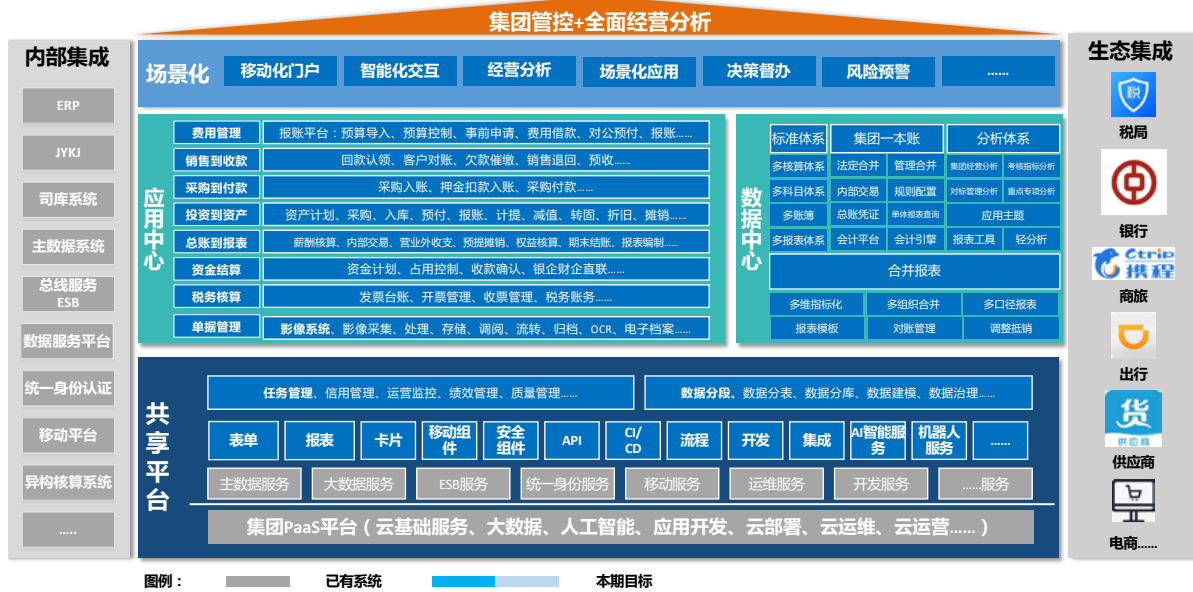 集团管控+全面经营分析
内部集成
ERP
JYKJ
司库系统
主数据系统
总线服务
ESB
数据服务平台
统一身份认证
移动平台
异构核算系统
.....
场景化
移动化门户
智能化交互
经营分析
场景化应用
决策督办
风险预警
......
应用中心
费用管理
报账平台：预算导入、预算控制、事前申请、费用借款、对公预付、报账......
销售到收款
回款认领、客户对账、欠款催缴、销售退回、预收......
采购到付款
采购入账、押金扣款入账、采购付款......
投资到资产
资产计划、采购、入库、预付、报账、计提、减值、转固、折旧、摊销......
总账到报表
薪酬核算、内部交易、营业外收支、预提摊销、权益核算、期末结账、报表编制......
资金结算
资金计划、占用控制、收款确认、银企财企直联......
税务核算
发票台账、开票管理、收票管理、税务账务......
单据管理
影像系统、影像采集、处理、存储、调阅、流转、归档、OCR、电子档案......
数据中心
标准体系
集团一本账
分析体系
多核算体系
法定合并
管理合并
集团经营分析
考核指标分析
多科目体系
内部交易
规则配置
对标管理分析
重点专项分析
多账簿
总账凭证
单体报表查询
应用主题
多报表体系
会计平台
会计引擎
报表工具
轻分析
合并报表
多维指标化
多组织合并
多口径报表
报表模板
对账管理
调整抵销
共享平台
任务管理、信用管理、运营监控、绩效管理、质量管理......
数据分段、数据分表、数据分库、数据建模、数据治理......
表单
报表
卡片
移动组
件
安全
组件
API
CI/
CD
流程
开发
集成
AI智能服
务
机器人
服务
......
主数据服务
大数据服务
ESB服务
统一身份服务
移动服务
运维服务
开发服务
......服务
集团PaaS平台（云基础服务、大数据、人工智能、应用开发、云部署、云运维、云运营......）
生态集成
税
税局
银行
Ctrip
携程
商旅
出行
货
供应商
供应商
电商......
图例：
已有系统
本期目标